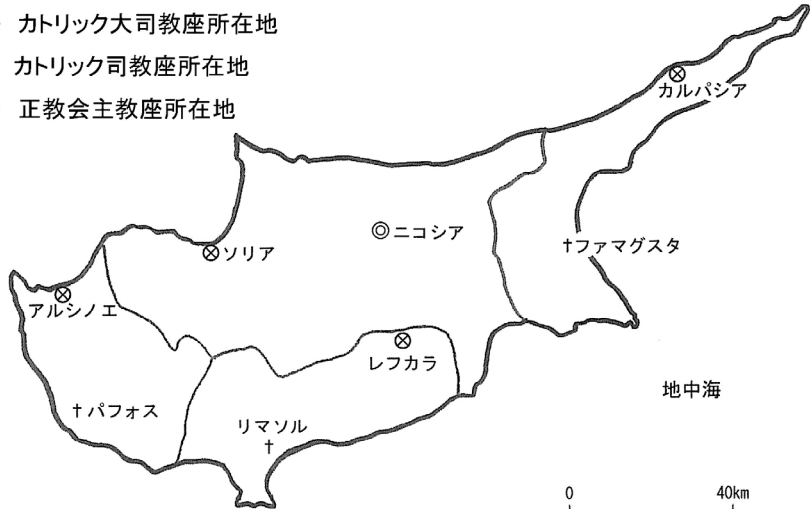 カトリック大司教座所在地
カトリック司教座所在地
正教会主教座所在地
⊗
カルパシア
◎ニコシア
†ファマグスタ
⊗ソリア
⊗
アルシノエ
⊗
レフカラ
地中海
†パフォス
リマソル
†
0 40km